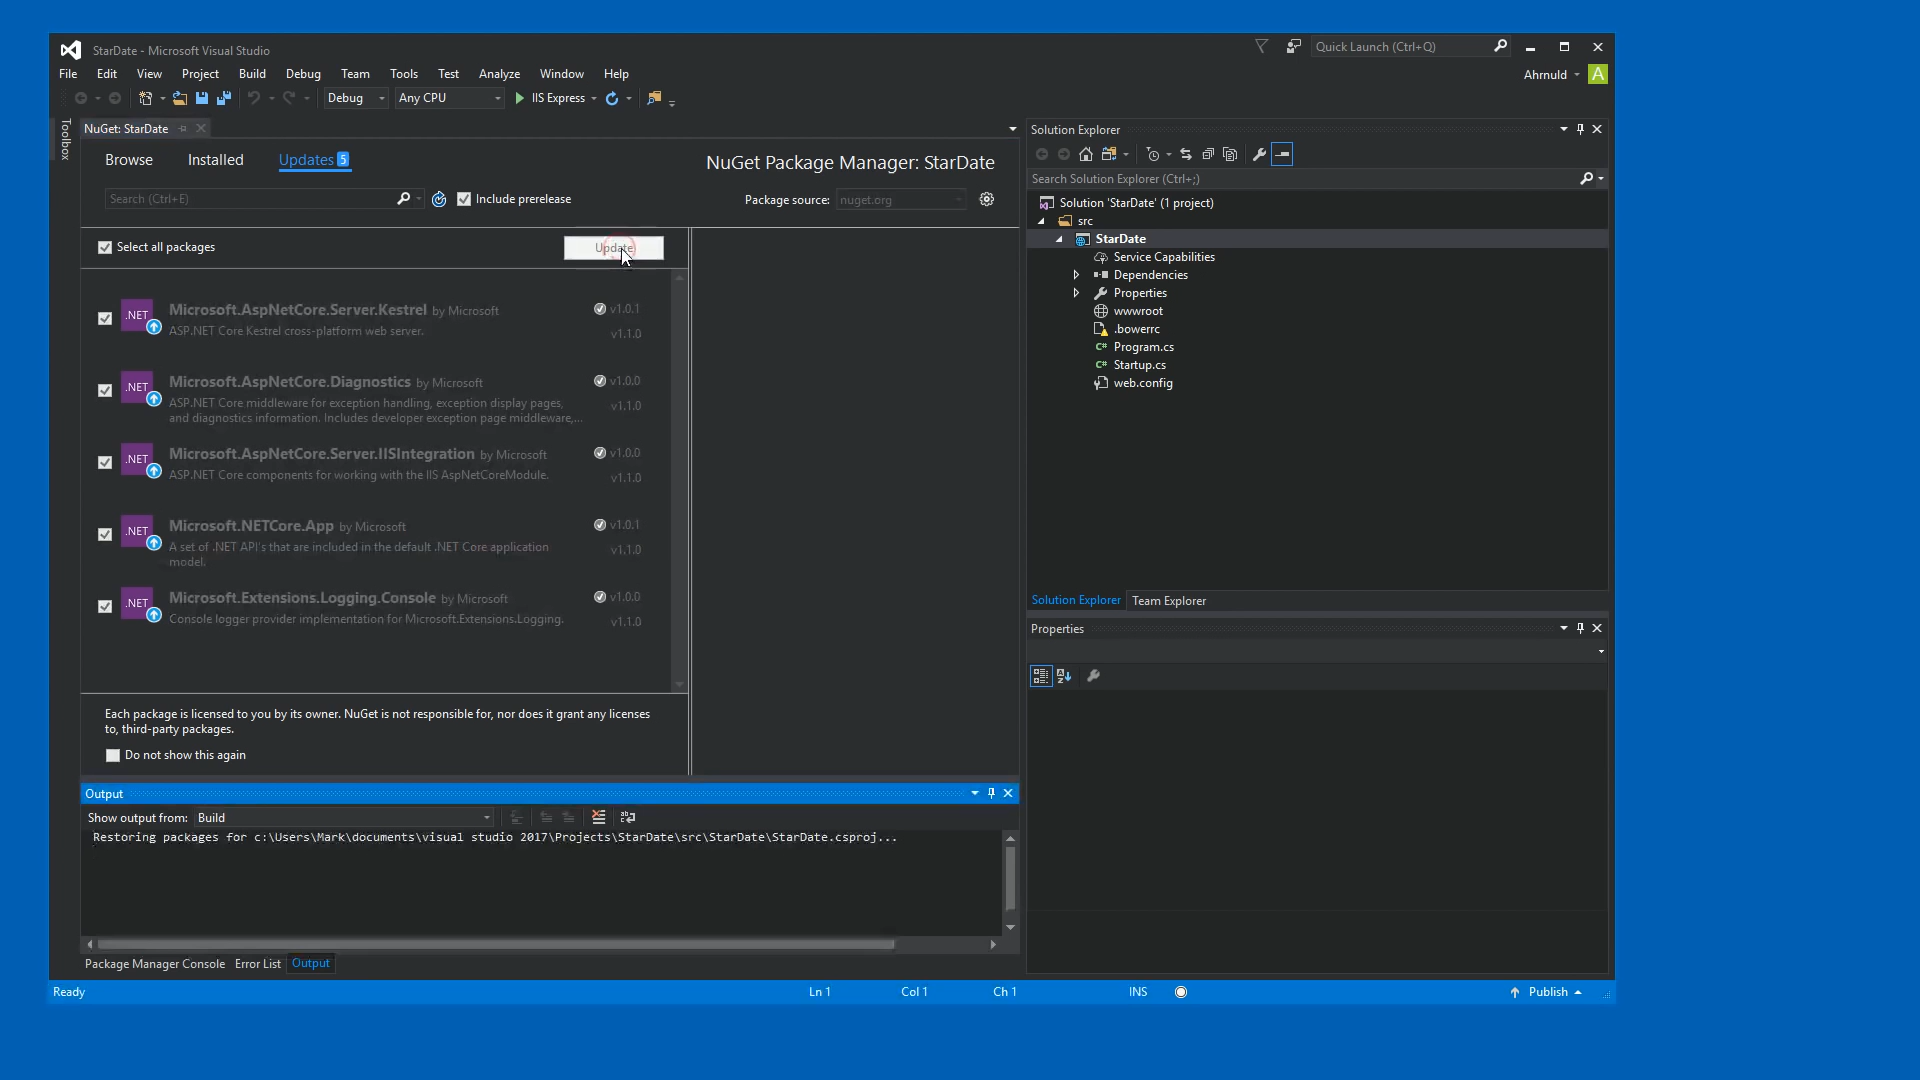 StarDate - Microsoft Visual Studio
Quick Launch (Ctrl+Q)
File Edit View Project Build Debug Team Tools Test Analyze Window Help
Ahrnuld A
Debug Any CPU IIS Express
Toolbox
NuGet: StarDate
Browse Installed Updates 5
NuGet Package Manager: StarDate
Search (Ctrl+E)
Include prerelease
Package source: nuget.org
Select all packages
Update
.NET
Microsoft.AspNetCore.Server.Kestrel by Microsoft
v1.0.1
ASP.NET Core Kestrel cross-platform web server.
v1.1.0
.NET
Microsoft.AspNetCore.Diagnostics by Microsoft
v1.0.0
ASP.NET Core middleware for exception handling, exception display pages,
and diagnostics information. Includes developer exception page middleware,...
v1.1.0
.NET
Microsoft.AspNetCore.Server.IISIntegration by Microsoft
v1.0.0
ASP.NET Core components for working with the IIS AspNetCoreModule.
v1.1.0
.NET
Microsoft.NETCore.App by Microsoft
v1.0.1
A set of .NET API's that are included in the default .NET Core application
model.
v1.1.0
.NET
Microsoft.Extensions.Logging.Console by Microsoft
v1.0.0
Console logger provider implementation for Microsoft.Extensions.Logging.
v1.1.0
Each package is licensed to you by its owner. NuGet is not responsible for, nor does it grant any licenses
to, third-party packages.
Do not show this again
Output
Show output from: Build
Restoring packages for c:\Users\Mark\documents\visual studio 2017\Projects\StarDate\src\StarDate\StarDate.csproj...
Package Manager Console Error List Output
Solution Explorer
Search Solution Explorer (Ctrl+;)
Solution 'StarDate' (1 project)
src
StarDate
Service Capabilities
Dependencies
Properties
wwwroot
.bowerrc
C# Program.cs
C# Startup.cs
web.config
Solution Explorer Team Explorer
Properties
Ready Ln 1 Col 1 Ch 1 INS Publish